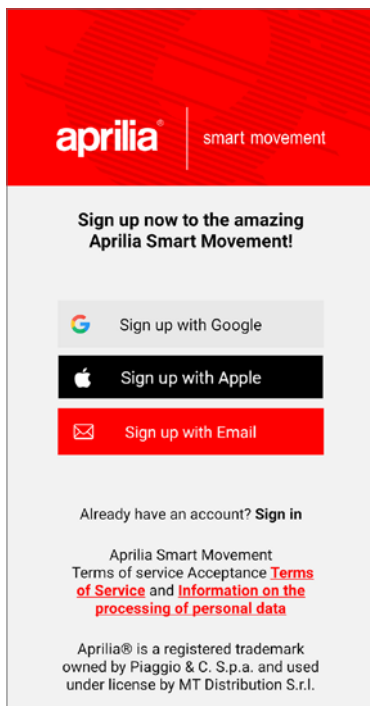 aprilia®
smart movement
Sign up now to the amazing
Aprilia Smart Movement!
Sign up with Google
Sign up with Apple
Sign up with Email
Already have an account? Sign in
Aprilia Smart Movement
Terms of service Acceptance Terms
of Service and Information on the
processing of personal data
Aprilia® is a registered trademark
owned by Piaggio & C. S.p.a. and used
under license by MT Distribution S.r.l.